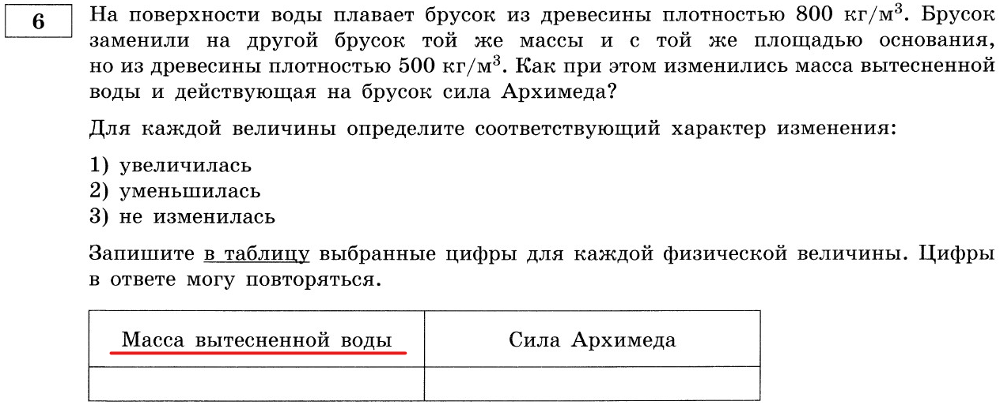 6
На поверхности воды плавает брусок из древесины плотностью 800 кг/м³. Брусок
заменили на другой брусок той же массы и с той же площадью основания,
но из древесины плотностью 500 кг/м³. Как при этом изменились масса вытесненной
воды и действующая на брусок сила Архимеда?
Для каждой величины определите соответствующий характер изменения:
1) увеличилась
2) уменьшилась
3) не изменилась
Запишите в таблицу выбранные цифры для каждой физической величины. Цифры
в ответе могу повторяться.
Масса вытесненной воды
Сила Архимеда